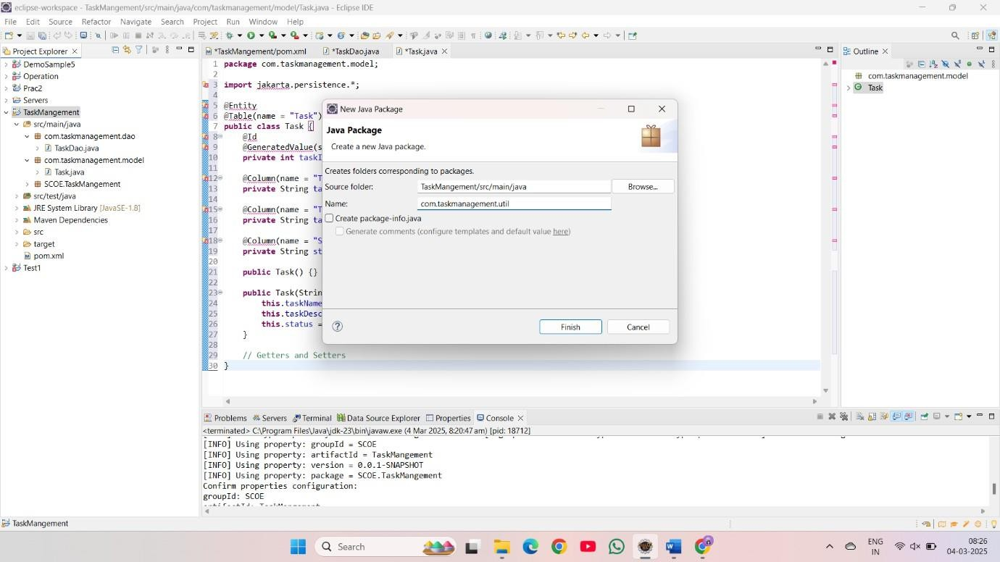 eclipse-workspace - TaskMangement/src/main/java/com/taskmanagement/model/Task.java - Eclipse IDE
File Edit Source Refactor Navigate Search Project Run Window Help
Project Explorer
DemoSample5
Operation
Prac2
Servers
TaskMangement
src/main/java
com.taskmanagement.dao
TaskDao.java
com.taskmanagement.model
Task.java
SCOE.TaskMangement
src/test/java
JRE System Library [JavaSE-1.8]
Maven Dependencies
src
target
pom.xml
Test1
*TaskMangement/pom.xml *TaskDao.java *Task.java
1 package com.taskmanagement.model;
2
3 import jakarta.persistence.*;
4
5 @Entity
6 @Table(name = "Task")
7 public class Task {
8 @Id
9 @GeneratedValue(s
10 private int taskI
11
12 @Column(name = "T
13 private String ta
14
15 @Column(name = "T
16 private String ta
17
18 @Column(name = "S
19 private String st
20
21 public Task() {}
22
23 public Task(Strin
24 this.taskName
25 this.taskDesc
26 this.status =
27 }
28
29 // Getters and Setters
30 }
New Java Package
Java Package
Create a new Java package.
Creates folders corresponding to packages.
Source folder: TaskMangement/src/main/java Browse...
Name: com.taskmanagement.util
Create package-info.java
Generate comments (configure templates and default value here)
Finish Cancel
Outline
com.taskmanagement.model
Task
Problems Servers Terminal Data Source Explorer Properties Console
<terminated> C:\Program Files\Java\jdk-23\bin\javaw.exe (4 Mar 2025, 8:20:47 am) [pid: 18712]
[INFO] Using property: groupId = SCOE
[INFO] Using property: artifactId = TaskMangement
[INFO] Using property: version = 0.0.1-SNAPSHOT
[INFO] Using property: package = SCOE.TaskMangement
Confirm properties configuration:
groupId: SCOE
artifactId: TaskMangement
TaskMangement
Search
ENG
IN
08:26
04-03-2025